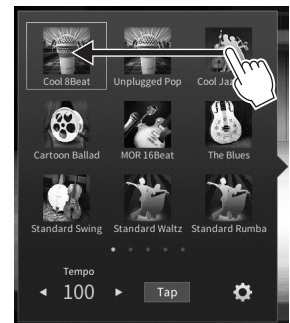 Cool 8Beat Unplugged Pop Cool Jaz
Cartoon Ballad MOR 16Beat The Blues
Standard Swing Standard Waltz Standard Rumba
Tempo
100 Tap